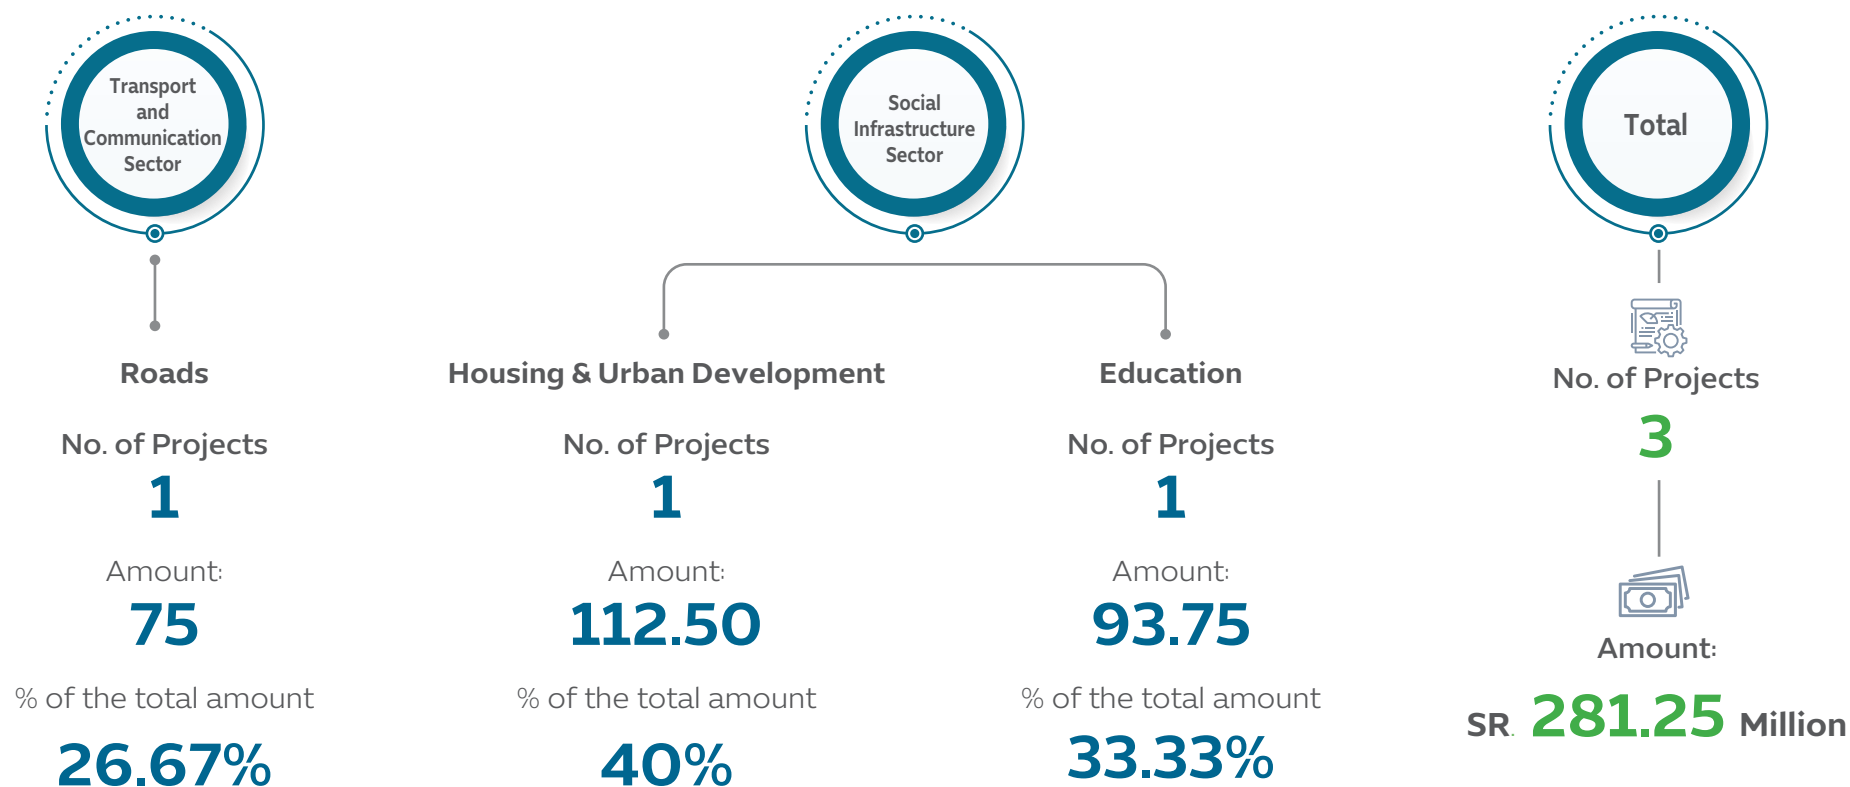 Transport
and
Communication
Sector
Social
Infrastructure
Sector
Total
Roads
No. of Projects
1
Amount:
75
% of the total amount
26.67%
Housing & Urban Development
No. of Projects
1
Amount:
112.50
% of the total amount
40%
Education
No. of Projects
1
Amount:
93.75
% of the total amount
33.33%
No. of Projects
3
Amount:
SR. 281.25 Million